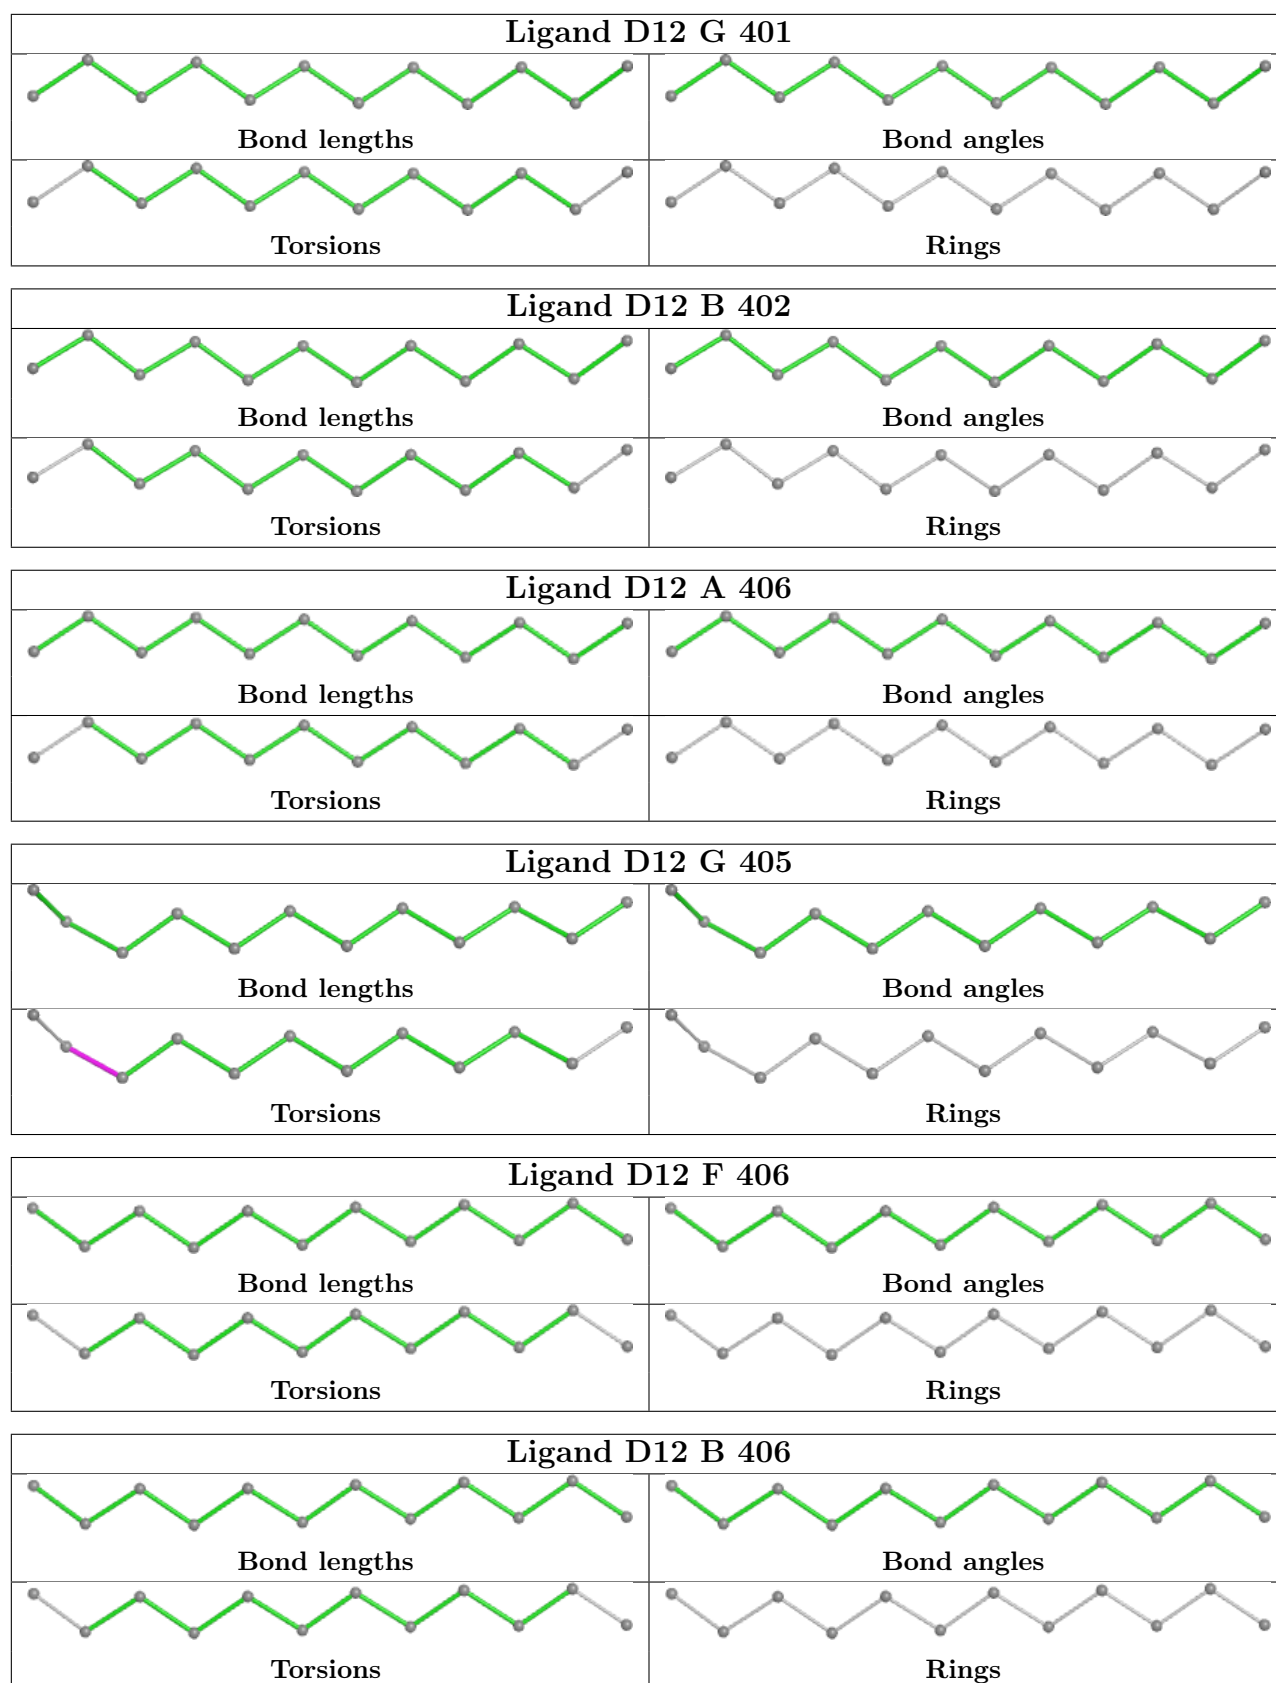 Ligand D12 G 401
Bond lengths
Bond angles
Torsions
Rings
Ligand D12 B 402
Bond lengths
Bond angles
Torsions
Rings
Ligand D12 A 406
Bond lengths
Bond angles
Torsions
Rings
Ligand D12 G 405
Bond lengths
Bond angles
Torsions
Rings
Ligand D12 F 406
Bond lengths
Bond angles
Torsions
Rings
Ligand D12 B 406
Bond lengths
Bond angles
Torsions
Rings